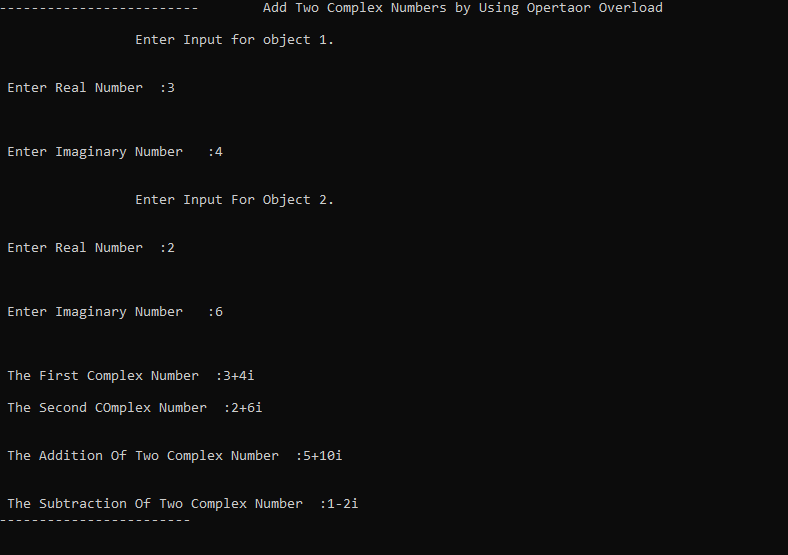 ------------------------- Add Two Complex Numbers by Using Opertaor Overload
Enter Input for object 1.
Enter Real Number :3
Enter Imaginary Number :4
Enter Input For Object 2.
Enter Real Number :2
Enter Imaginary Number :6
The First Complex Number :3+4i
The Second COmplex Number :2+6i
The Addition Of Two Complex Number :5+10i
The Subtraction Of Two Complex Number :1-2i
------------------------